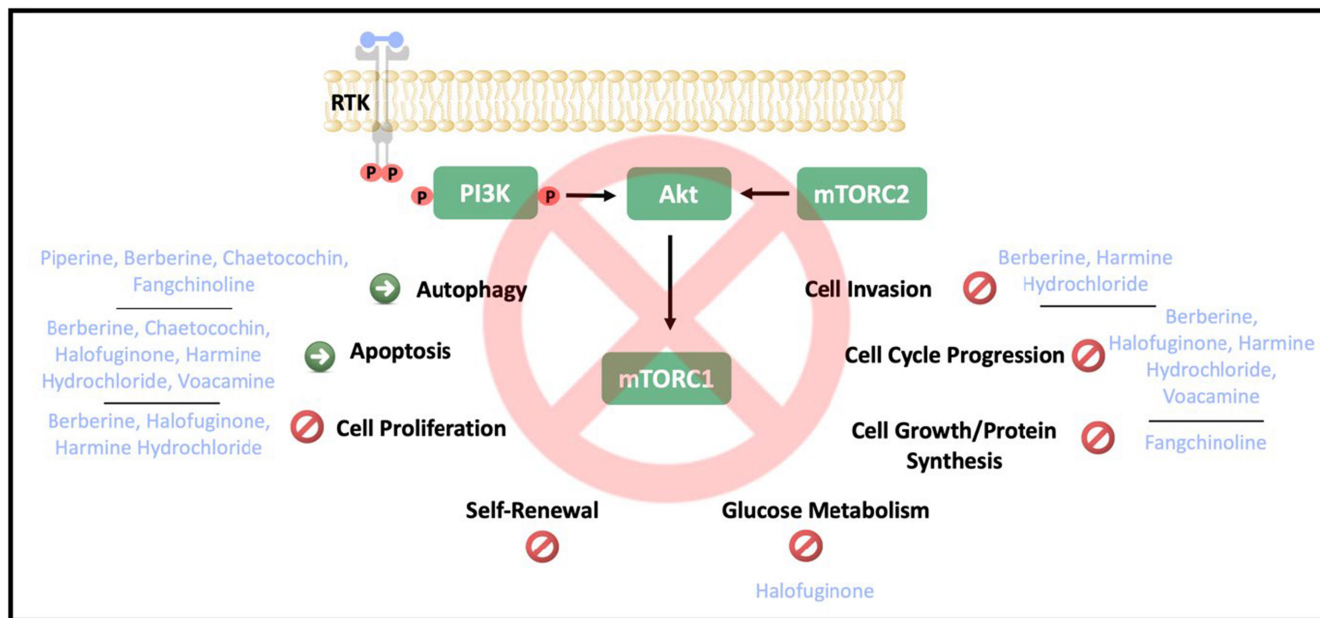 RTK
P P
P PI3K P
Akt
mTORC2
Piperine, Berberine, Chaetocochin,
Fangchinoline
Autophagy
Berberine, Chaetocochin,
Halofuginone, Harmine
Hydrochloride, Voacamine
Apoptosis
Berberine, Halofuginone,
Harmine Hydrochloride
Cell Proliferation
mTORC1
Cell Invasion
Berberine, Harmine
Hydrochloride
Cell Cycle Progression
Berberine,
Halofuginone, Harmine
Hydrochloride,
Voacamine
Cell Growth/Protein
Synthesis
Fangchinoline
Self-Renewal
Glucose Metabolism
Halofuginone